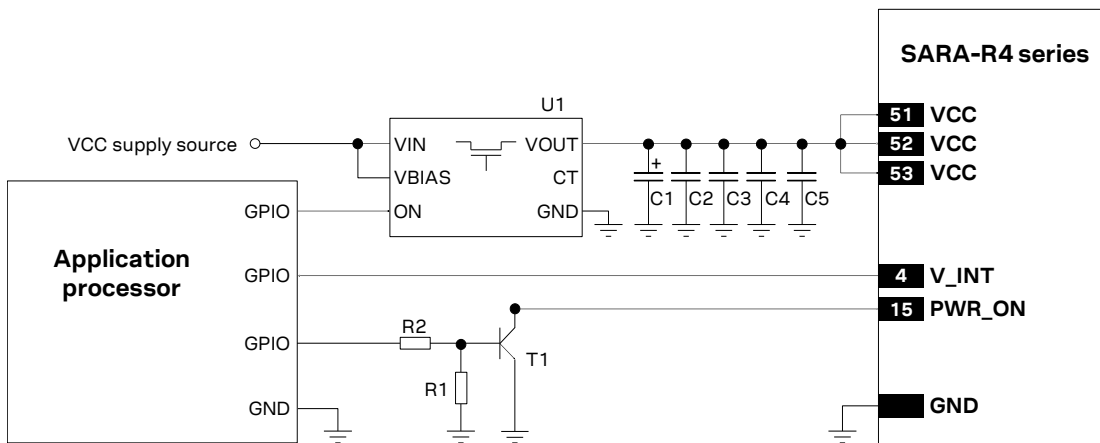 SARA-R4 series
U1
51 VCC
VCC supply source
VIN
VOUT
52 VCC
+
53 VCC
VBIAS
CT
C1
C2
C3
C4
C5
GPIO
ON
GND
Application
processor
GPIO
4 V_INT
15 PWR_ON
R2
GPIO
T1
R1
GND
GND